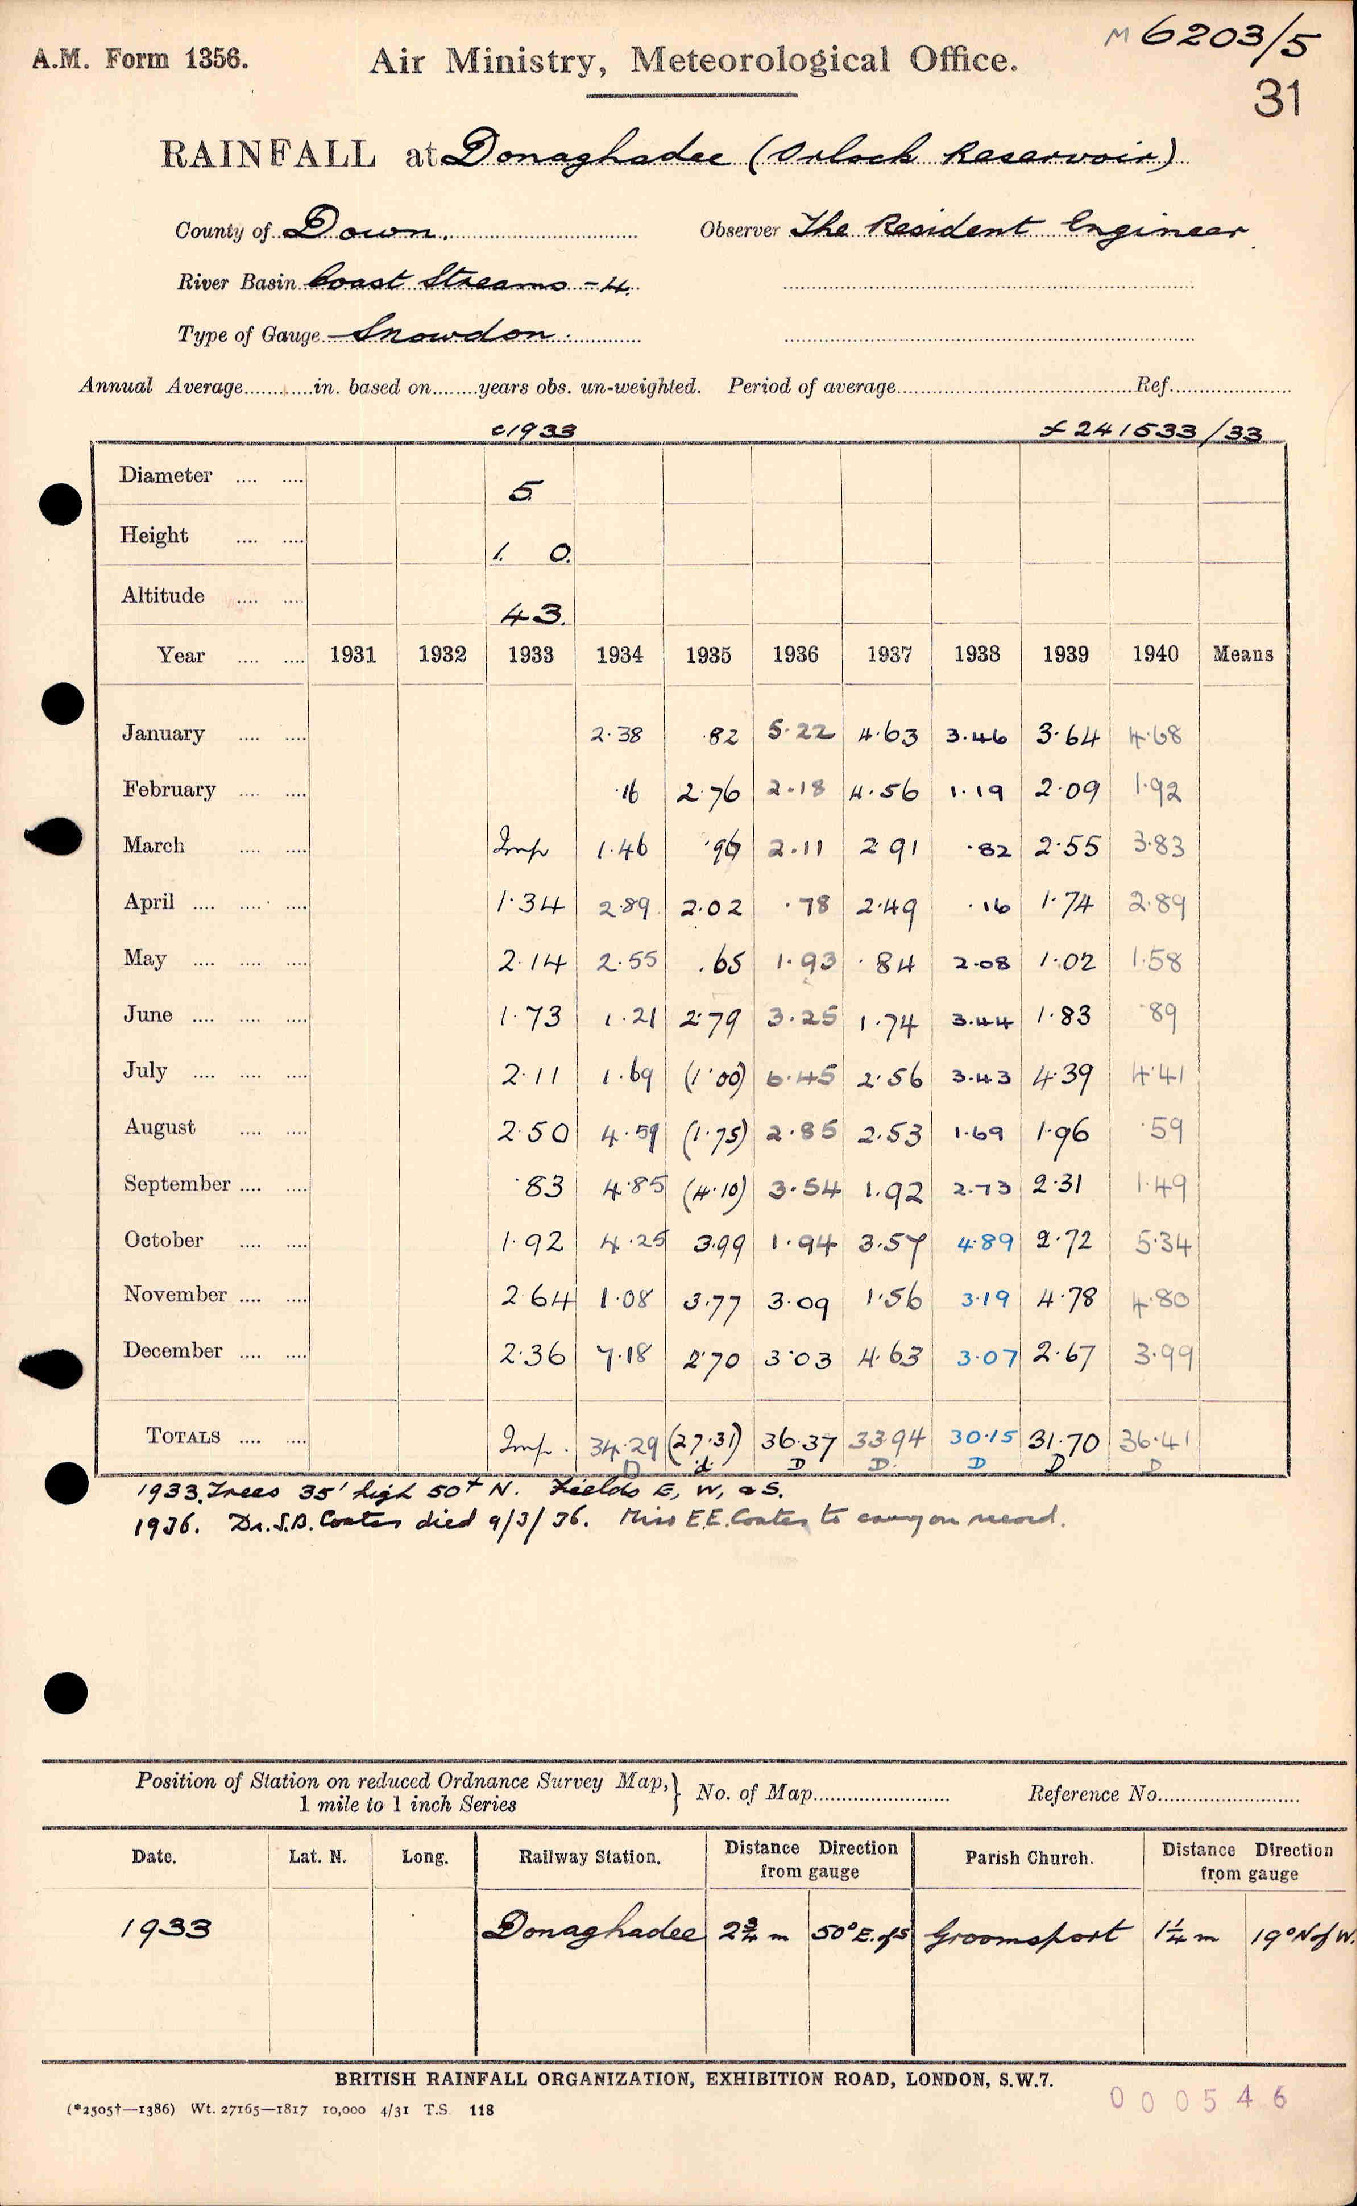 M 6203/5
A.M. Form 1356. Air Ministry, Meteorological Office.
31
RAINFALL at Donaghadee (Orlock Reservoir)
County of Down. Observer The Resident Engineer
River Basin Coast Streams - 4.
Type of Gauge Snowdon.
Annual Average............in. based on........years obs. un-weighted. Period of average............ Ref............
c1933 £241533/33
Diameter .... .... 5
Height .... .... 1. 0.
Altitude .... .... 43.
Year .... .... 1931 1932 1933 1934 1935 1936 1937 1938 1939 1940 Means
January .... .... 2.38 .82 5.22 4.63 3.46 3.64 4.68
February .... .... .16 2.76 2.18 4.56 1.19 2.09 1.92
March .... .... Imp 1.46 .96 2.11 2 91 .82 2.55 3.83
April .... .... .... 1.34 2.89 2.02 .78 2.49 .16 1.74 2.89
May .... .... .... 2.14 2.55 .65 1.93 .84 2.08 1.02 1.58
June .... .... .... 1.73 1.21 2.79 3.25 1.74 3.44 1.83 .89
July .... .... .... 2.11 1.69 (1.00) 6.45 2.56 3.43 4.39 4.41
August .... .... 2.50 4.59 (1.75) 2.85 2.53 1.69 1.96 .59
September .... .... .83 4.85 (4.10) 3.54 1.92 2.73 2.31 1.49
October .... .... 1.92 4.25 3.99 1.94 3.57 4.89 2.72 5.34
November .... .... 2 64 1.08 3.77 3.09 1.56 3.19 4.78 4.80
December .... .... 2.36 7.18 2.70 3.03 4.63 3.07 2.67 3.99
TOTALS .... .... Imp. 34.29 (27.31) 36.37 33.94 30.15 31.70 36.41
D d D D D D D
1933. Trees 35' high 50± N. Fields E, W, & S.
1936. Dr. S.B. Coates died 9/3/36. Miss E.E. Coates to carry on record.
Position of Station on reduced Ordnance Survey Map, } No. of Map........................ Reference No.........................
1 mile to 1 inch Series
Date. Lat. N. Long. Railway Station. Distance Direction from gauge Parish Church. Distance Direction from gauge
1933 Donaghadee 2¾ m 50° E. of S Groomsport 1¼ m 19° N of W.
BRITISH RAINFALL ORGANIZATION, EXHIBITION ROAD, LONDON, S.W.7.
(*2505†—1386) Wt. 27165—1817 10,000 4/31 T.S. 118
000546